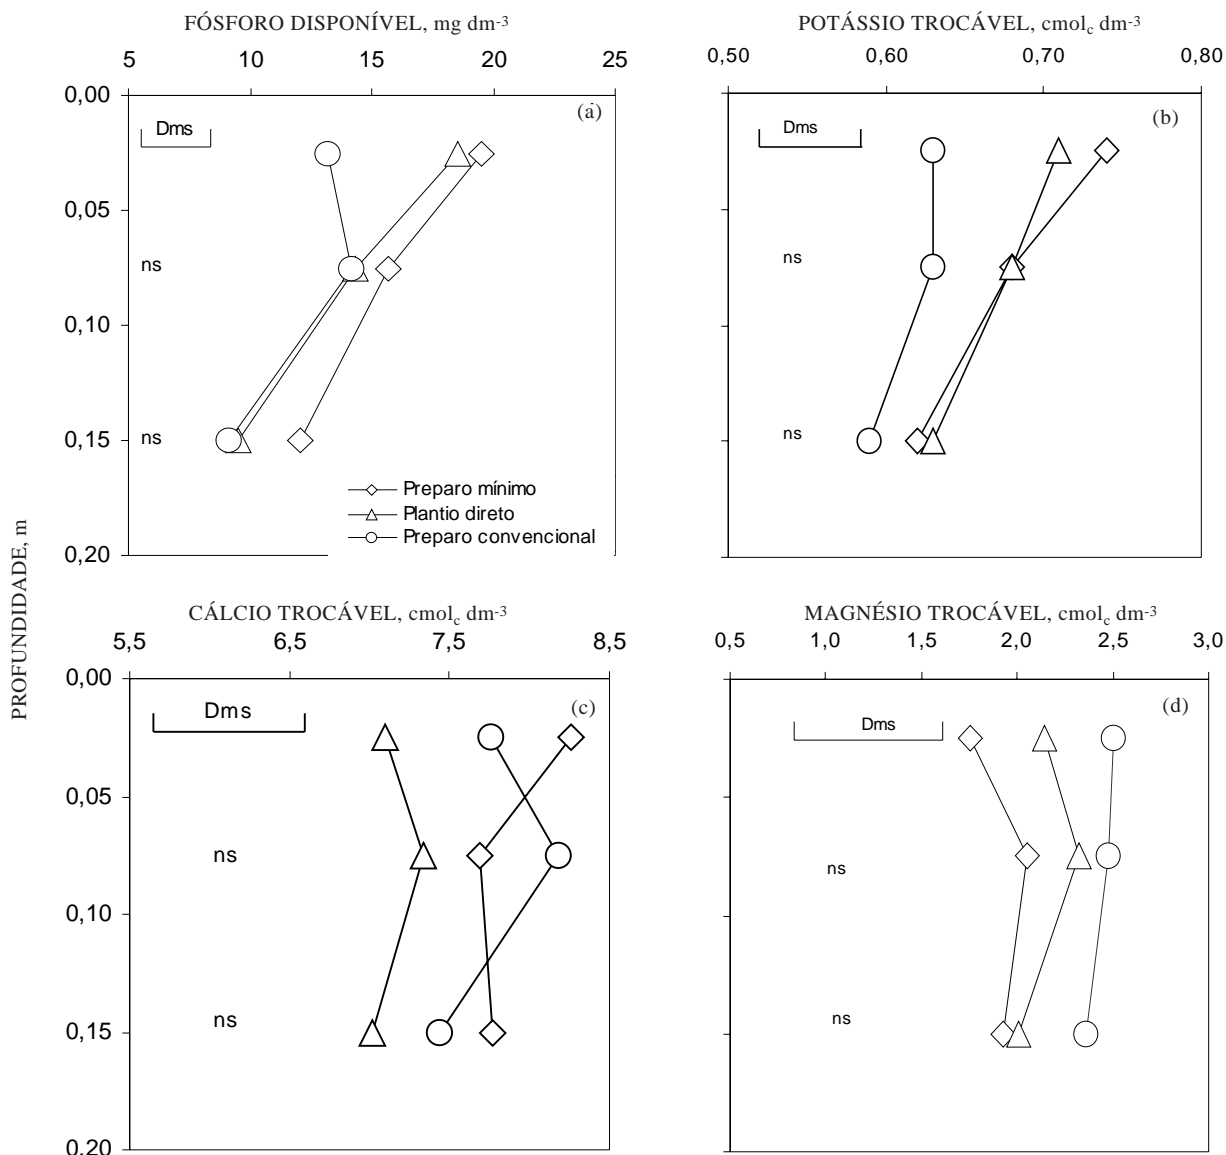 FÓSFORO DISPONÍVEL, mg dm-3
5 10 15 20 25
0,00
(a)
Dms
0,05
ns
0,10
ns
0,15
Preparo mínimo
Plantio direto
Preparo convencional
0,20
POTÁSSIO TROCÁVEL, cmolc dm-3
0,50 0,60 0,70 0,80
(b)
Dms
ns
ns
PROFUNDIDADE, m
CÁLCIO TROCÁVEL, cmolc dm-3
5,5 6,5 7,5 8,5
0,00
(c)
Dms
0,05
ns
0,10
ns
0,15
0,20
MAGNÉSIO TROCÁVEL, cmolc dm-3
0,5 1,0 1,5 2,0 2,5 3,0
(d)
Dms
ns
ns